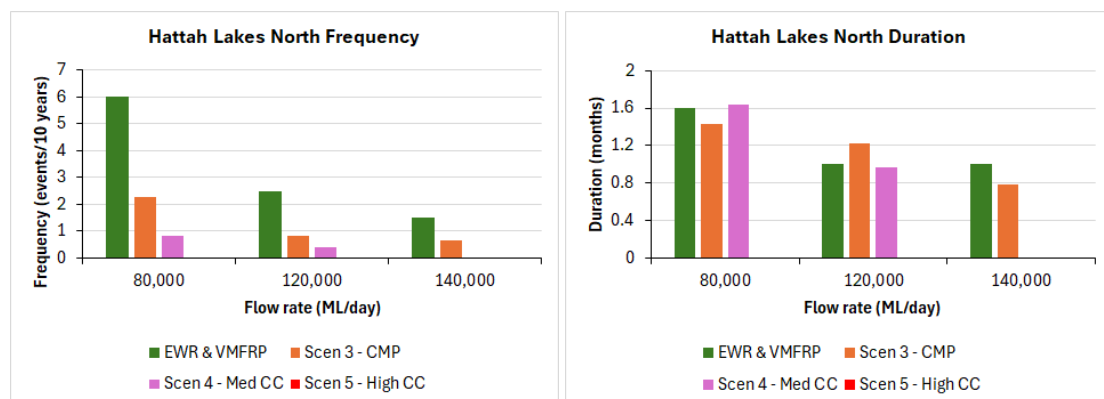 Hattah Lakes North Frequency
Frequency (events/10 years)
7
6
5
4
3
2
1
0
80,000 120,000 140,000
Flow rate (ML/day)
EWR & VMFRP Scen 3 - CMP
Scen 4 - Med CC Scen 5 - High CC
Hattah Lakes North Duration
Duration (months)
2
1.6
1.2
0.8
0.4
0
80,000 120,000 140,000
Flow rate (ML/day)
EWR & VMFRP Scen 3 - CMP
Scen 4 - Med CC Scen 5 - High CC